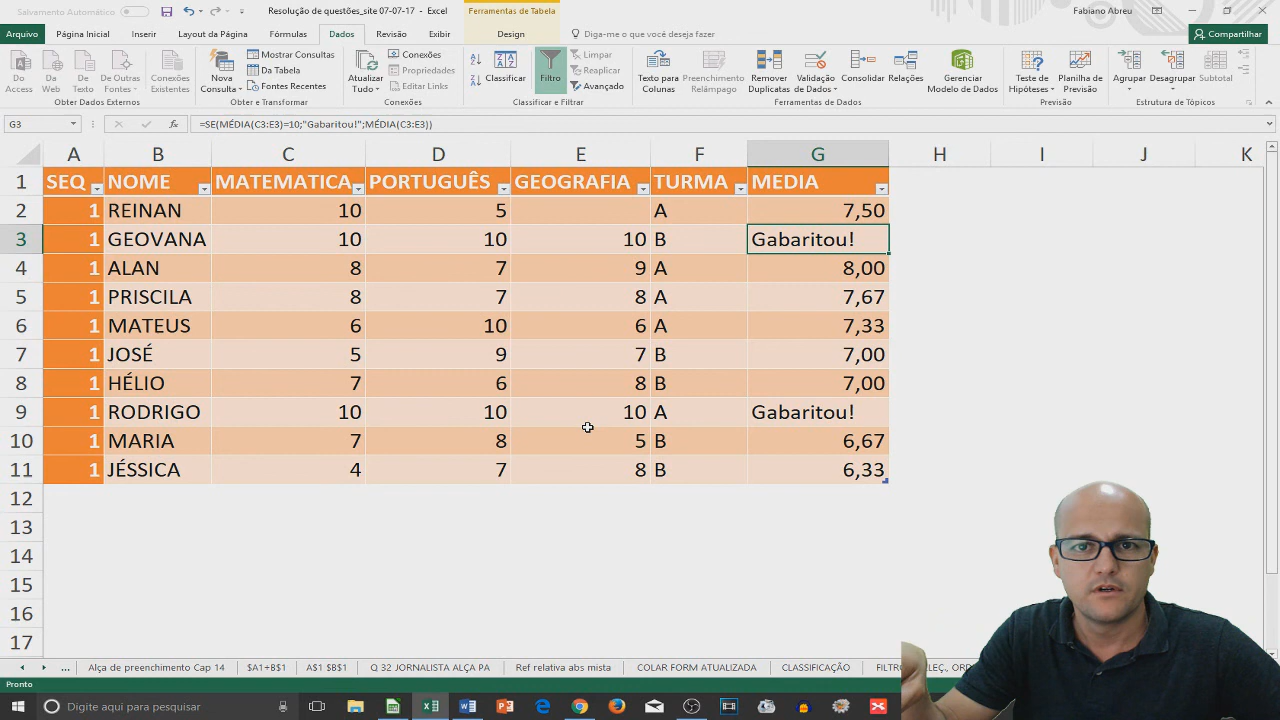 Salvamento Automático
Resolução de questões_site 07-07-17 - Excel
Ferramentas de Tabela
Fabiano Abreu
Arquivo Página Inicial Inserir Layout da Página Fórmulas Dados Revisão Exibir Design Diga-me o que você deseja fazer Compartilhar
Do Access
Da Web
De Texto
De Outras Fontes
Conexões Existentes
Obter Dados Externos
Nova Consulta
Mostrar Consultas
Da Tabela
Fontes Recentes
Obter e Transformar
Atualizar Tudo
Conexões
Propriedades
Editar Links
Conexões
Classificar
Filtro
Limpar
Reaplicar
Avançado
Classificar e Filtrar
Texto para Colunas
Preenchimento Relâmpago
Remover Duplicatas
Validação de Dados
Consolidar
Relações
Gerenciar Modelo de Dados
Ferramentas de Dados
Teste de Hipóteses
Planilha de Previsão
Previsão
Agrupar
Desagrupar
Subtotal
Estrutura de Tópicos
G3 fx =SE(MÉDIA(C3:E3)=10;"Gabaritou!";MÉDIA(C3:E3))
A B C D E F G H I J K
1 SEQ NOME MATEMATICA PORTUGUÊS GEOGRAFIA TURMA MEDIA
2 1 REINAN 10 5 A 7,50
3 1 GEOVANA 10 10 10 B Gabaritou!
4 1 ALAN 8 7 9 A 8,00
5 1 PRISCILA 8 7 8 A 7,67
6 1 MATEUS 6 10 6 A 7,33
7 1 JOSÉ 5 9 7 B 7,00
8 1 HÉLIO 7 6 8 B 7,00
9 1 RODRIGO 10 10 10 A Gabaritou!
10 1 MARIA 7 8 5 B 6,67
11 1 JÉSSICA 4 7 8 B 6,33
12
13
14
15
16
17
... Alça de preenchimento Cap 14 $A1+B$1 A$1 $B$1 Q 32 JORNALISTA ALÇA PA Ref relativa abs mista COLAR FORM ATUALIZADA CLASSIFICAÇÃO FILTRO
Pronto
Digite aqui para pesquisar